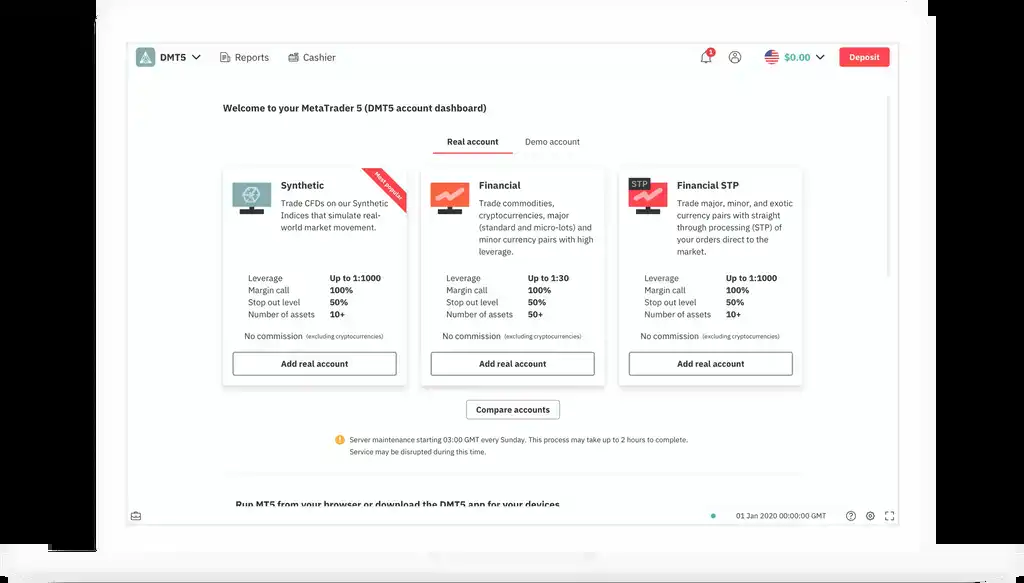 DMT5 Reports Cashier 1 $0.00 Deposit
Welcome to your MetaTrader 5 (DMT5 account dashboard)
Real account Demo account
Most popular
Synthetic
Trade CFDs on our Synthetic
Indices that simulate real-
world market movement.
Leverage Up to 1:1000
Margin call 100%
Stop out level 50%
Number of assets 10+
No commission (excluding cryptocurrencies)
Add real account
Financial
Trade commodities,
cryptocurrencies, major
(standard and micro-lots) and
minor currency pairs with high
leverage.
Leverage Up to 1:30
Margin call 100%
Stop out level 50%
Number of assets 50+
No commission (excluding cryptocurrencies)
Add real account
STP
Financial STP
Trade major, minor, and exotic
currency pairs with straight
through processing (STP) of
your orders direct to the
market.
Leverage Up to 1:1000
Margin call 100%
Stop out level 50%
Number of assets 10+
No commission (excluding cryptocurrencies)
Add real account
Compare accounts
Server maintenance starting 03:00 GMT every Sunday. This process may take up to 2 hours to complete.
Service may be disrupted during this time.
Run MT5 from your browser or download the DMT5 app for your devices
01 Jan 2020 00:00:00 GMT